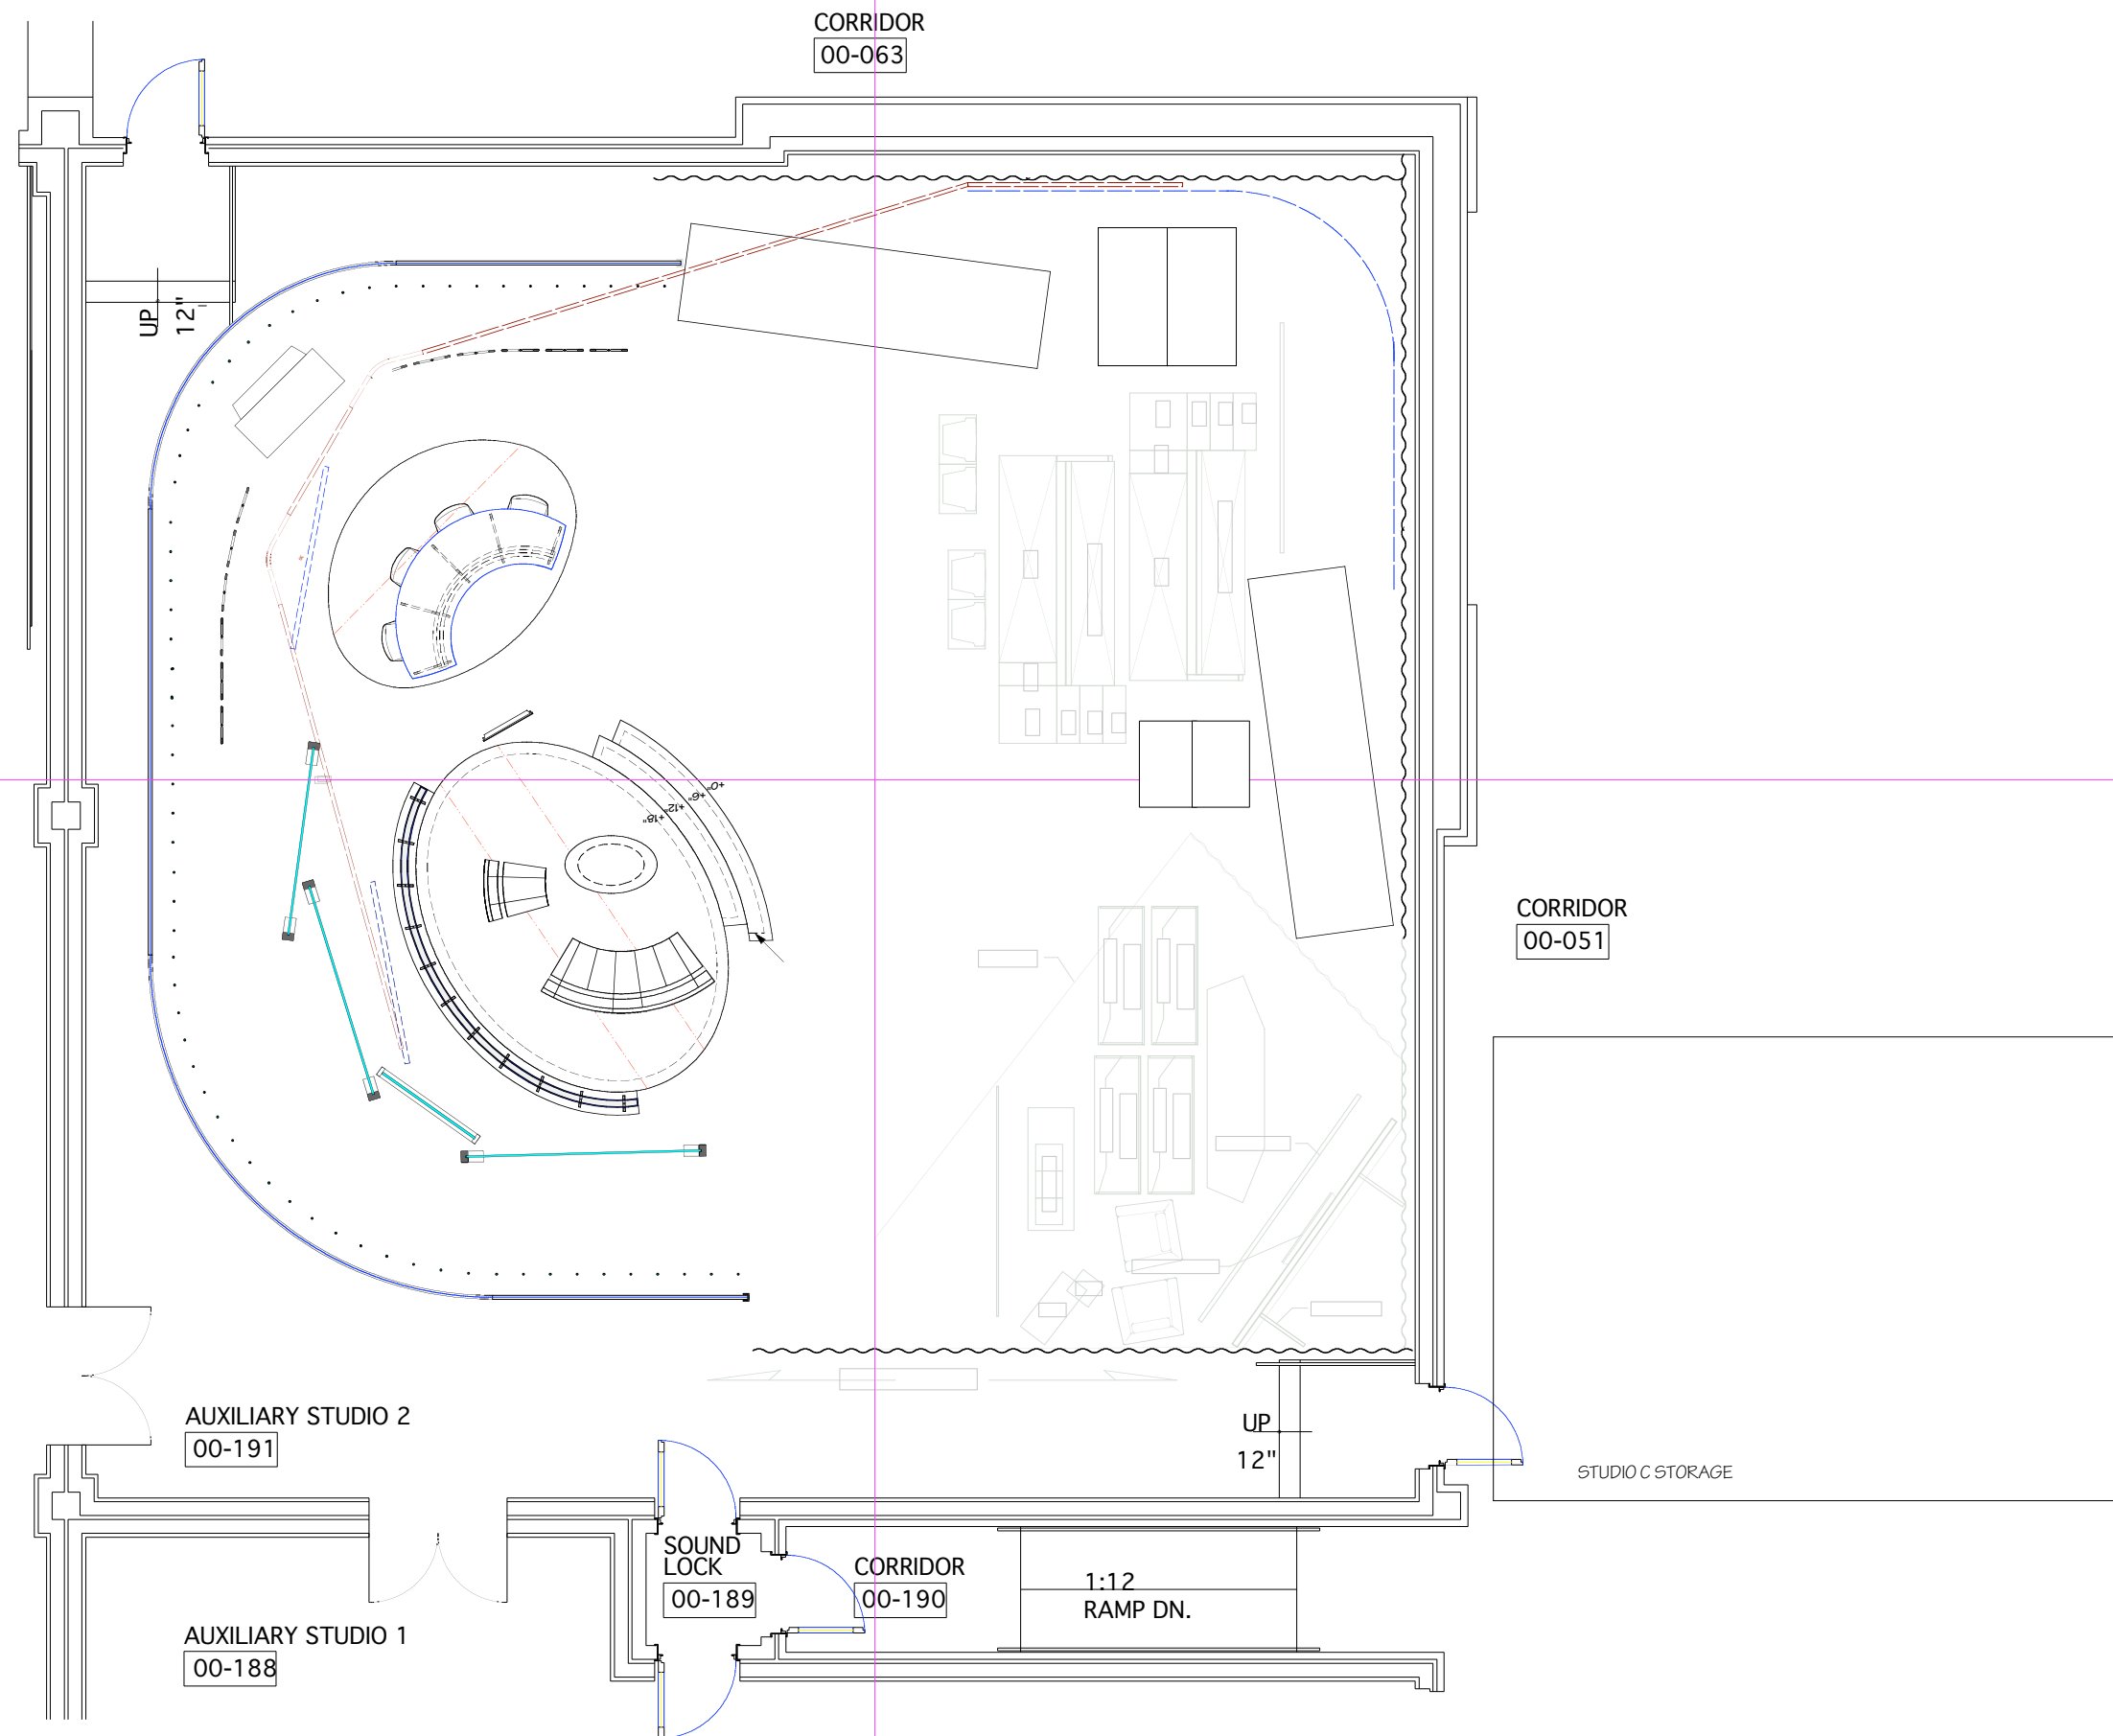 CORRIDOR
00-063
UP
12"
+0"
+6"
+12"
+18"
CORRIDOR
00-051
AUXILIARY STUDIO 2
00-191
UP
12"
STUDIO C STORAGE
SOUND
LOCK
00-189
CORRIDOR
00-190
1:12
RAMP DN.
AUXILIARY STUDIO 1
00-188